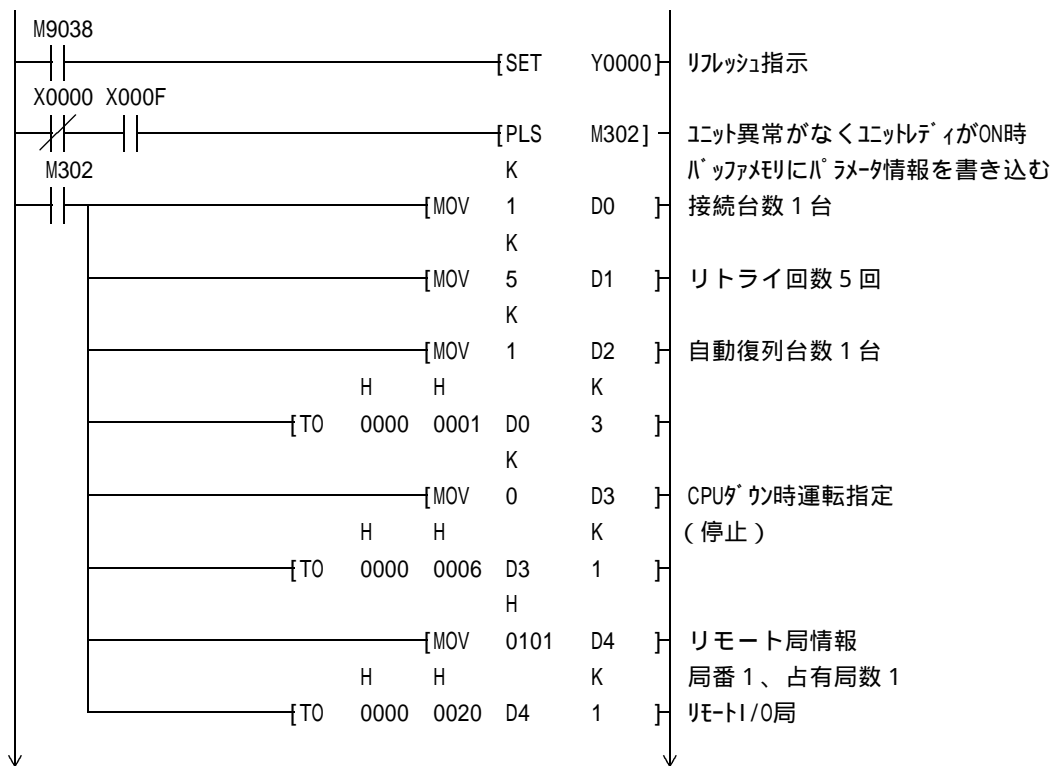 M9038
[SET Y0000] リフレッシュ指示
X0000 X000F
[PLS M302] ユニット異常がなくユニットレディがON時
M302 K バッファメモリにパラメータ情報を書き込む
[MOV 1 D0 ] 接続台数1台
K
[MOV 5 D1 ] リトライ回数5回
K
[MOV 1 D2 ] 自動復列台数1台
H H K
[TO 0000 0001 D0 3 ]
K
[MOV 0 D3 ] CPUダウン時運転指定
H H K (停止)
[TO 0000 0006 D3 1 ]
H
[MOV 0101 D4 ] リモート局情報
H H K 局番1、占有局数1
[TO 0000 0020 D4 1 ] リモートI/O局